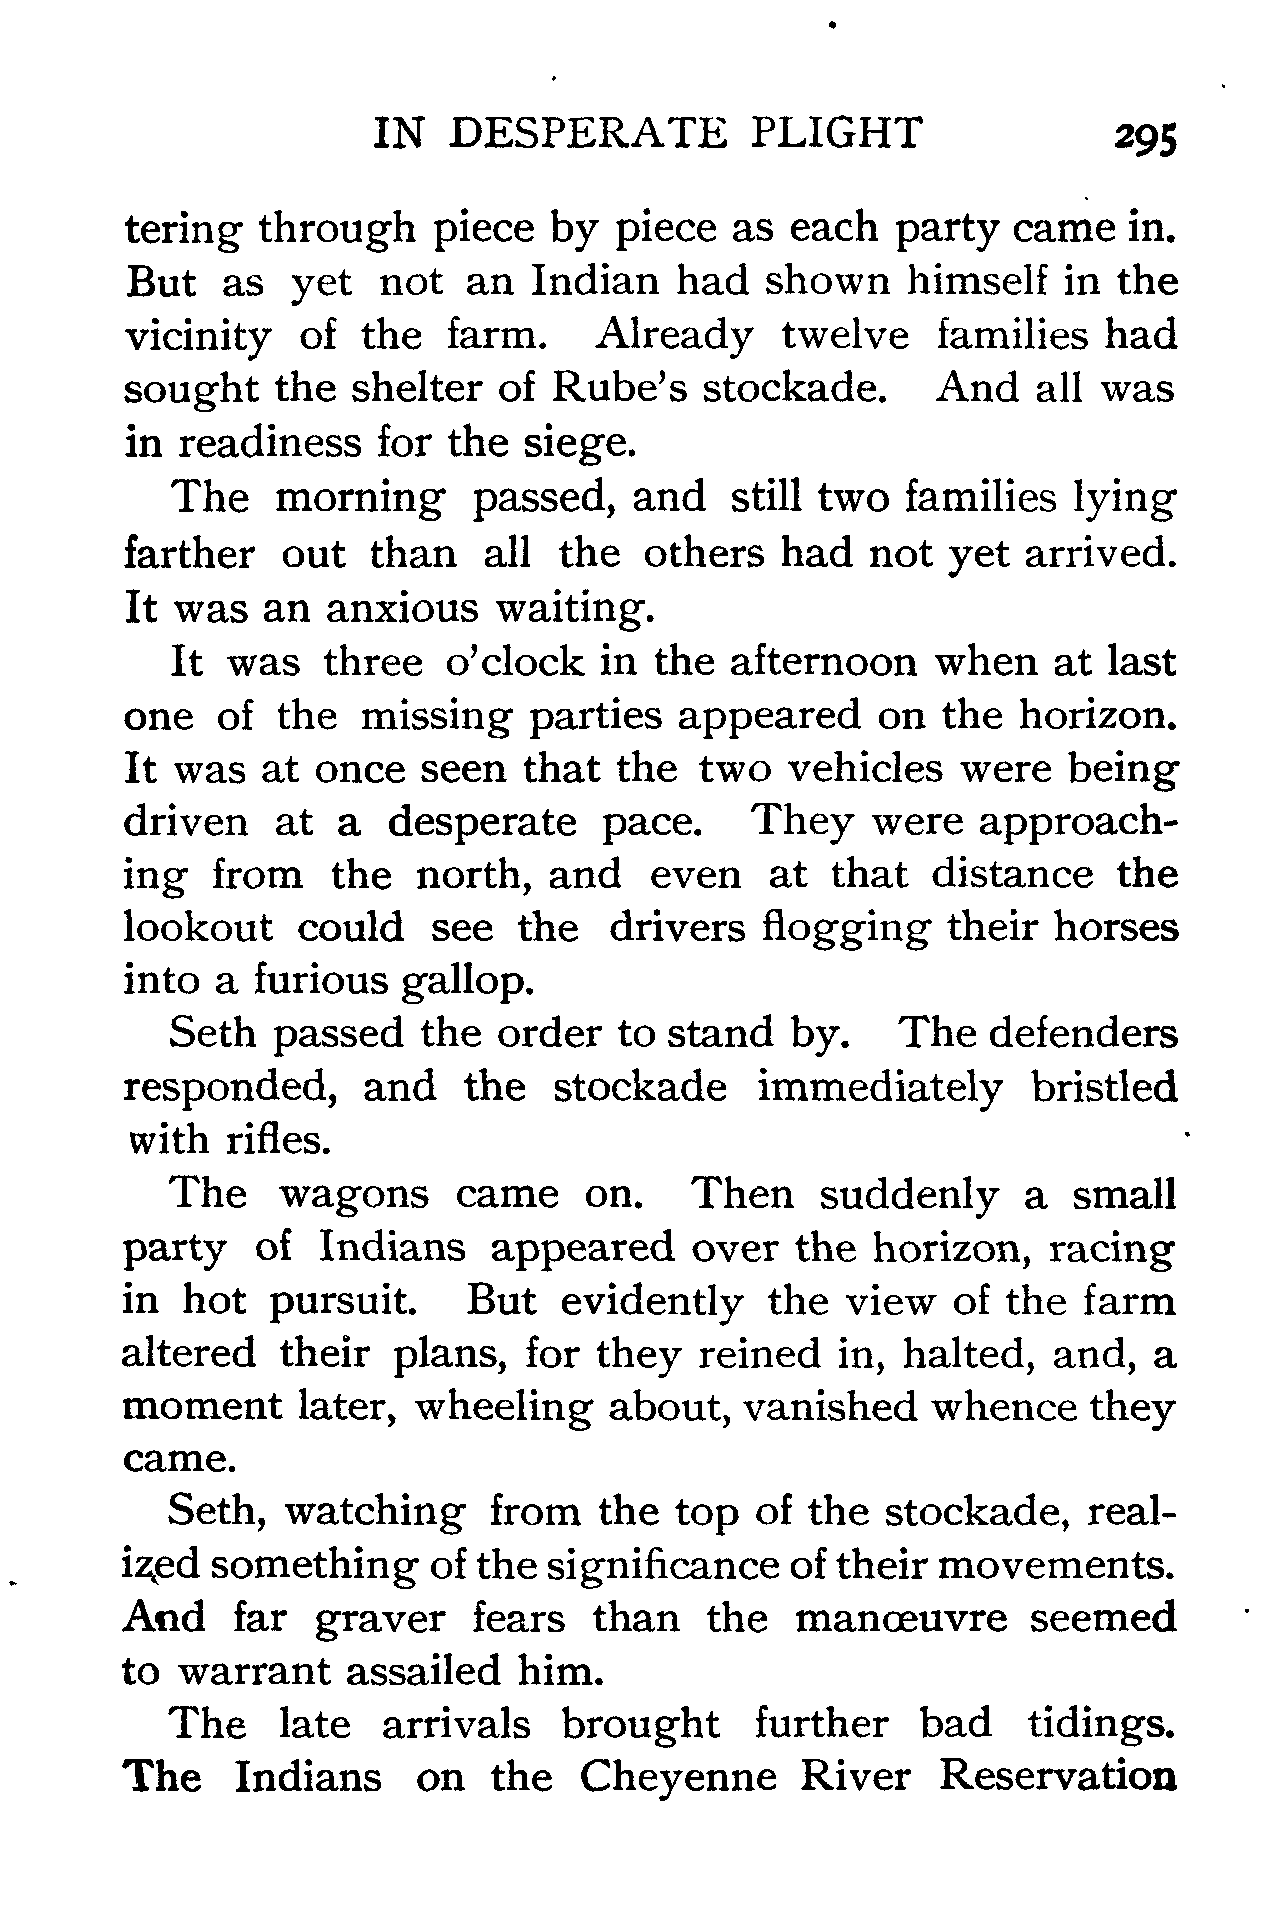 IN DESPERATE PLIGHT 295
tering through piece by piece as each party came in.
But as yet not an Indian had shown himself in the
vicinity of the farm. Already twelve families had
sought the shelter of Rube's stockade. And all was
in readiness for the siege.
The morning passed, and still two families lying
farther out than all the others had not yet arrived.
It was an anxious waiting.
It was three o'clock in the afternoon when at last
one of the missing parties appeared on the horizon.
It was at once seen that the two vehicles were being
driven at a desperate pace. They were approach-
ing from the north, and even at that distance the
lookout could see the drivers flogging their horses
into a furious gallop.
Seth passed the order to stand by. The defenders
responded, and the stockade immediately bristled
with rifles.
The wagons came on. Then suddenly a small
party of Indians appeared over the horizon, racing
in hot pursuit. But evidently the view of the farm
altered their plans, for they reined in, halted, and, a
moment later, wheeling about, vanished whence they
came.
Seth, watching from the top of the stockade, real-
ized something of the significance of their movements.
And far graver fears than the manœuvre seemed
to warrant assailed him.
The late arrivals brought further bad tidings.
The Indians on the Cheyenne River Reservation